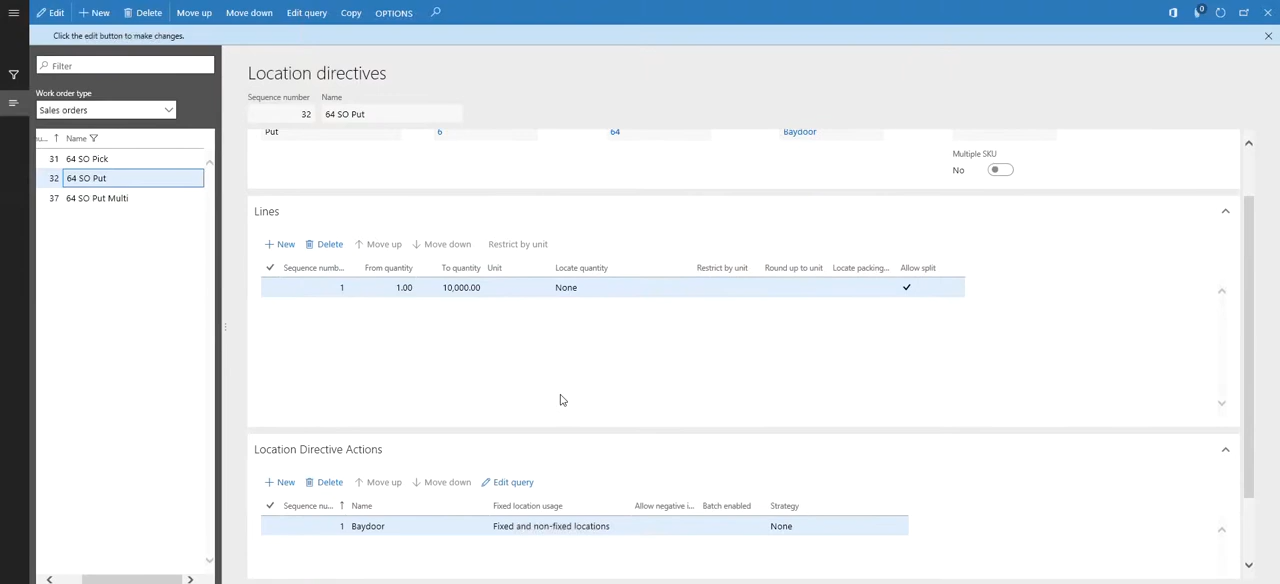 Edit New Delete Move up Move down Edit query Copy OPTIONS 0
Click the edit button to make changes.
Filter
Work order type
Sales orders
Name
31 64 SO Pick
32 64 SO Put
37 64 SO Put Multi
Location directives
Sequence number Name
32 64 SO Put
Put 6 64 Baydoor
Multiple SKU
No
Lines
New Delete Move up Move down Restrict by unit
Sequence numb... From quantity To quantity Unit Locate quantity Restrict by unit Round up to unit Locate packing... Allow split
1 1.00 10,000.00 None
Location Directive Actions
New Delete Move up Move down Edit query
Sequence nu... Name Fixed location usage Allow negative i... Batch enabled Strategy
1 Baydoor Fixed and non-fixed locations None